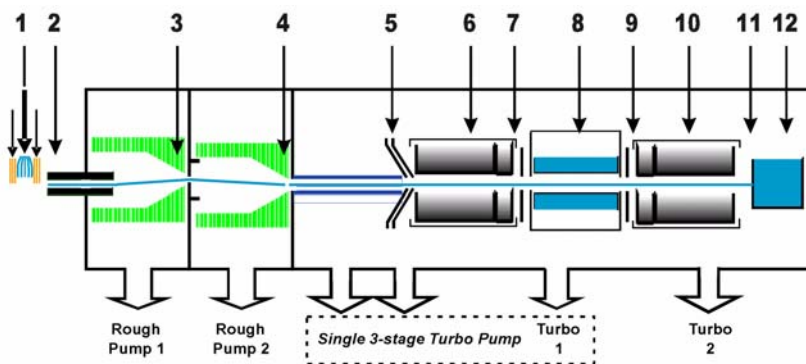 1 2 3 4 5 6 7 8 9 10 11 12
Rough
Pump 1
Rough
Pump 2
Single 3-stage Turbo Pump
Turbo
1
Turbo
2